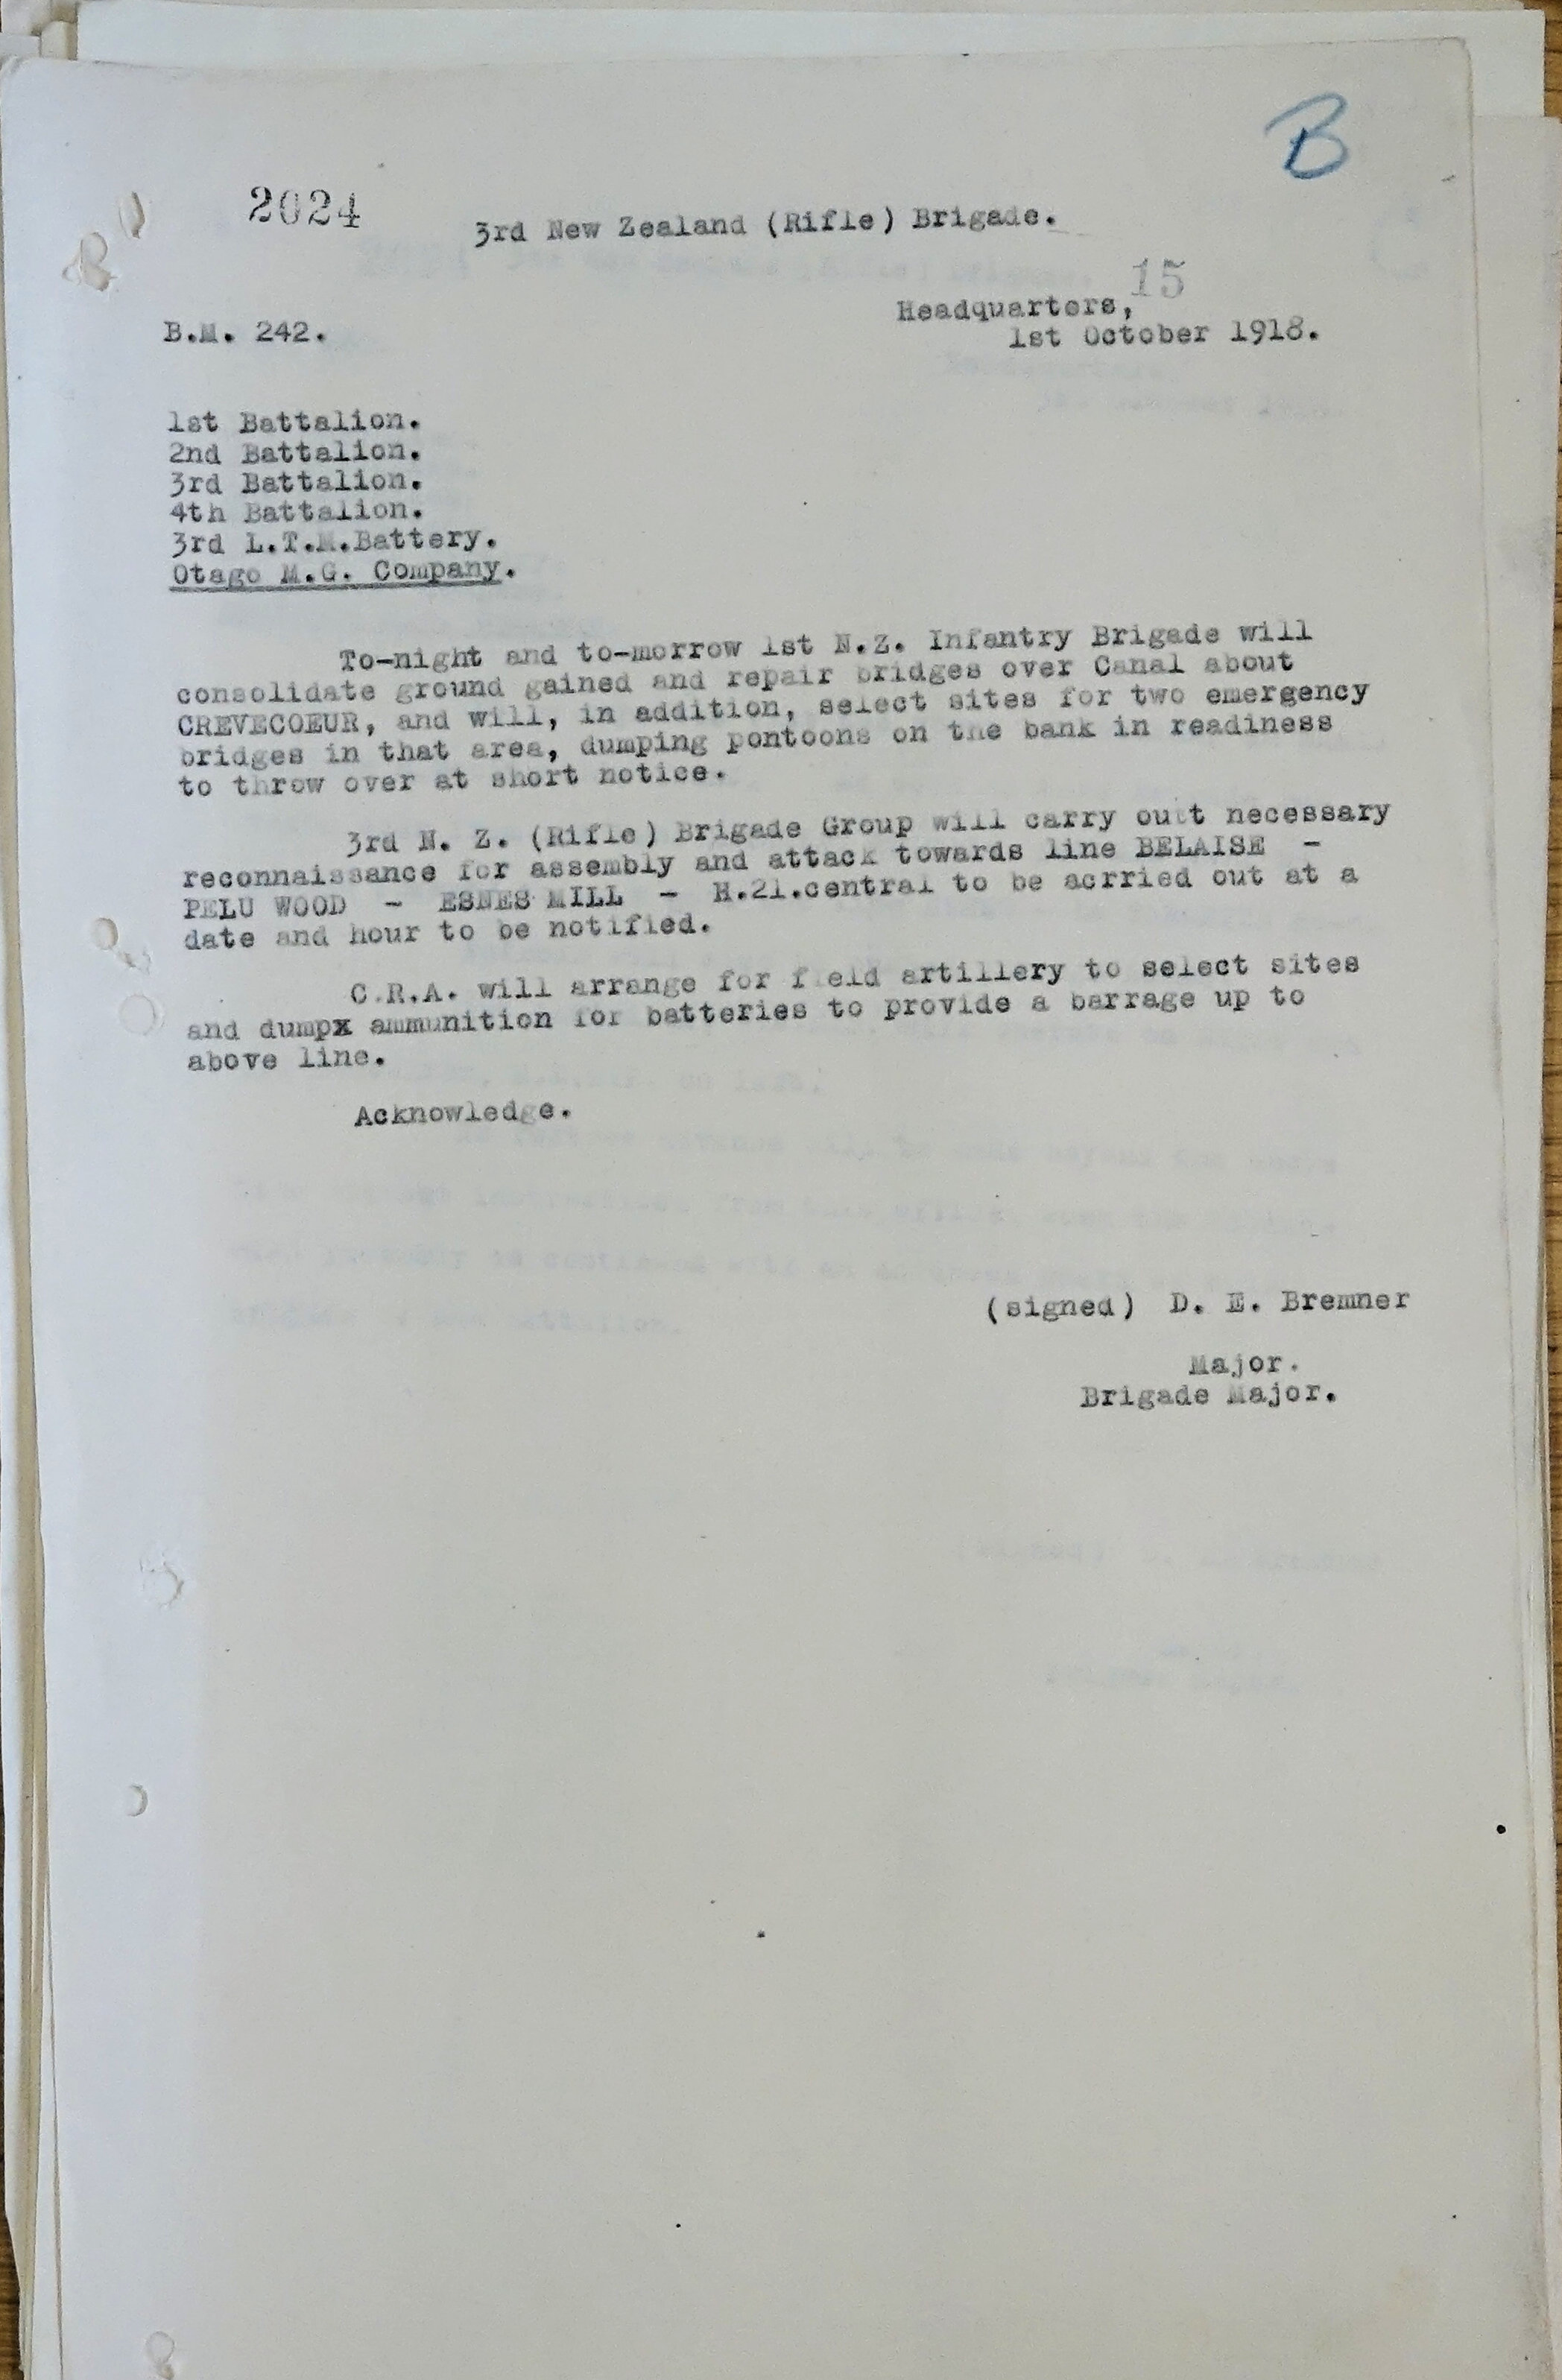 B
2024
3rd New Zealand (Rifle) Brigade.
15
Headquarters,
1st October 1918.
B.M. 242.
1st Battalion.
2nd Battalion.
3rd Battalion.
4th Battalion.
3rd L.T.M.Battery.
Otago M.G. Company.
To-night and to-morrow 1st N.Z. Infantry Brigade will
consolidate ground gained and repair bridges over Canal about
CREVECOEUR, and will, in addition, select sites for two emergency
bridges in that area, dumping pontoons on the bank in readiness
to throw over at short notice.
3rd N. Z. (Rifle) Brigade Group will carry outt necessary
reconnaissance for assembly and attack towards line BELAISE -
PELU WOOD - ESNES MILL - H.21.central to be acrried out at a
date and hour to be notified.
C.R.A. will arrange for field artillery to select sites
and dumpx ammunition for batteries to provide a barrage up to
above line.
Acknowledge.
(signed) D. E. Bremner
Major.
Brigade Major.